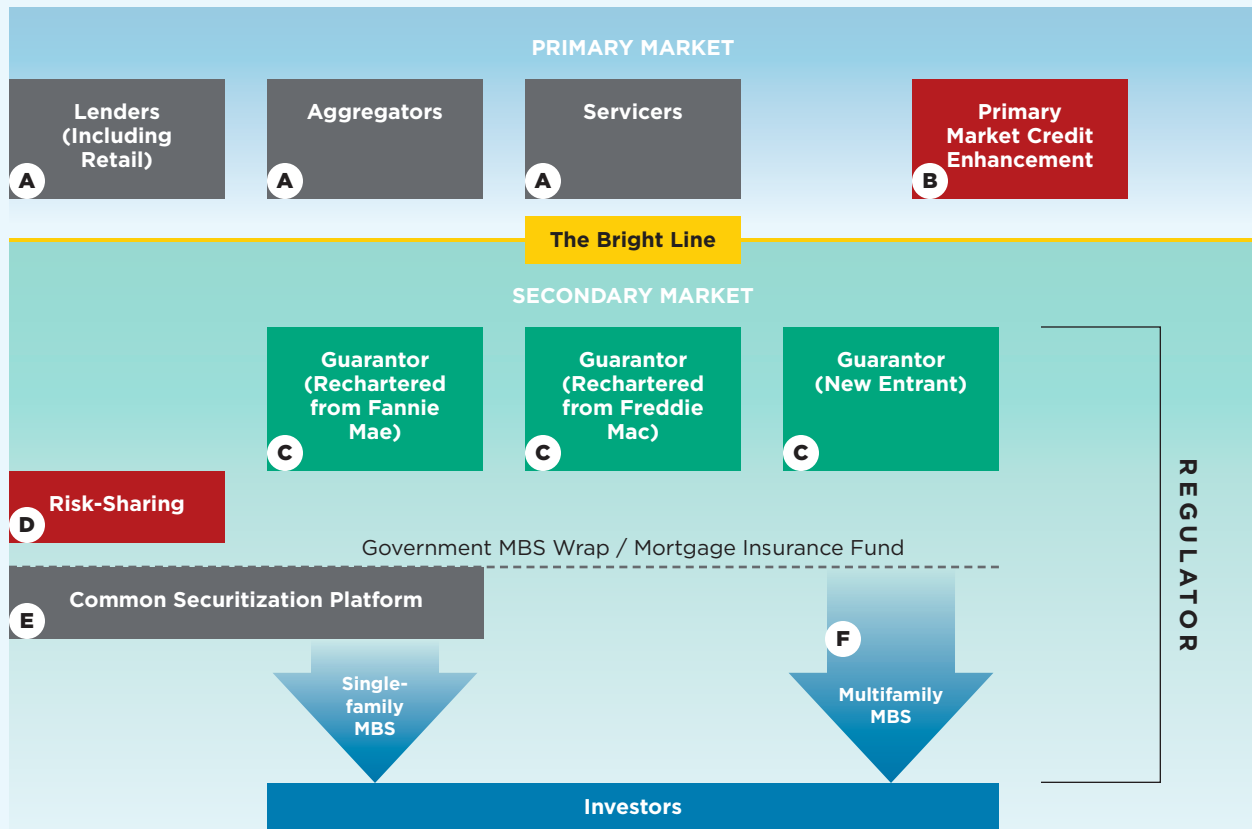 PRIMARY MARKET
Lenders
(Including
Retail)
A
Aggregators
A
Servicers
A
Primary
Market Credit
Enhancement
B
The Bright Line
SECONDARY MARKET
Guarantor
(Rechartered
from Fannie
Mae)
C
Guarantor
(Rechartered
from Freddie
Mac)
C
Guarantor
(New Entrant)
C
REGULATOR
Risk-Sharing
D
Government MBS Wrap / Mortgage Insurance Fund
Common Securitization Platform
E
Single-
family
MBS
F
Multifamily
MBS
Investors